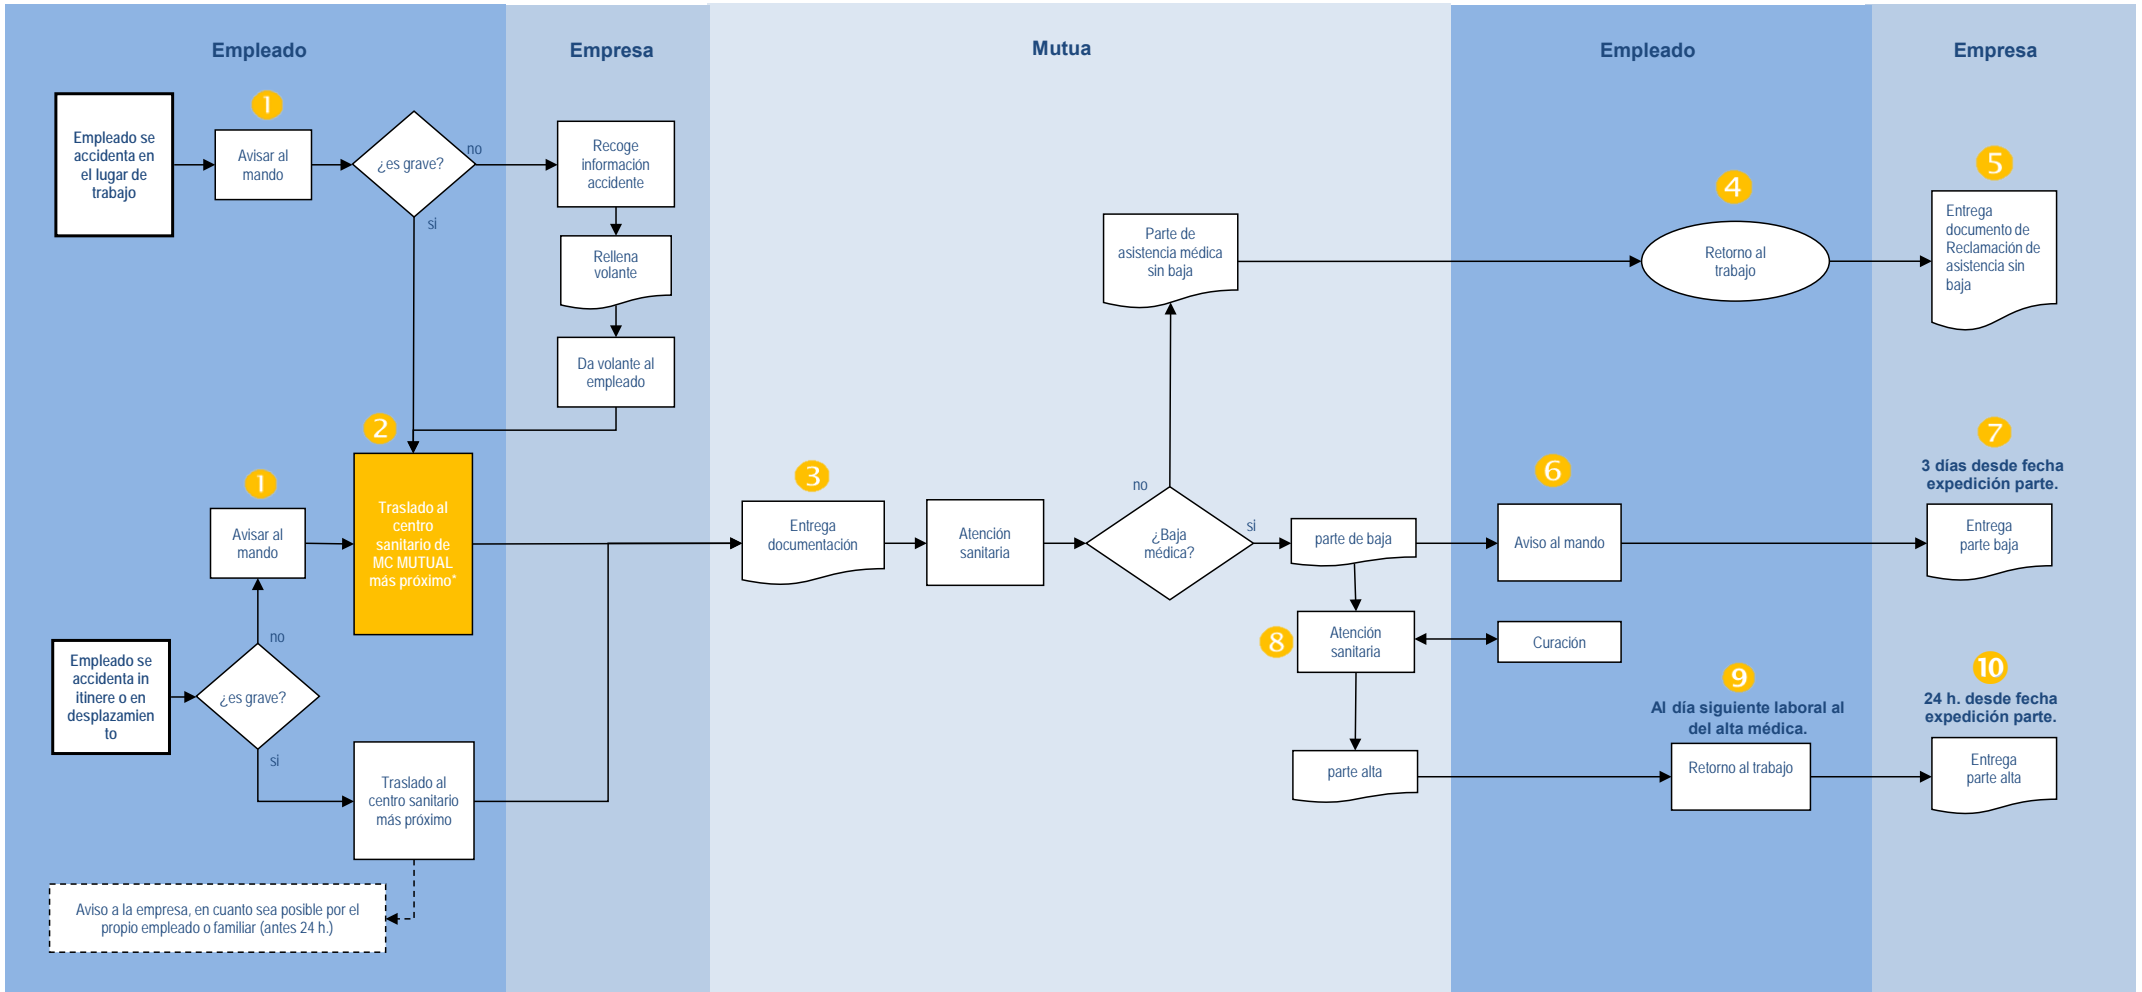 Empleado
Empresa
Mutua
Empleado
Empresa
1
Empleado se
accidenta en
el lugar de
trabajo
Avisar al
mando
¿es grave?
no
si
Recoge
información
accidente
Rellena
volante
Da volante al
empleado
2
Traslado al
centro
sanitario de
MC MUTUAL
más próximo*
1
Avisar al
mando
no
Empleado se
accidenta in
itinere o en
desplazamien
to
¿es grave?
si
Traslado al
centro sanitario
más próximo
Aviso a la empresa, en cuanto sea posible por el
propio empleado o familiar (antes 24 h.)
3
Entrega
documentación
Atención
sanitaria
¿Baja
médica?
no
si
Parte de
asistencia médica
sin baja
4
Retorno al
trabajo
5
Entrega
documento de
Reclamación de
asistencia sin
baja
parte de baja
6
Aviso al mando
7
3 días desde fecha
expedición parte.
Entrega
parte baja
8
Atención
sanitaria
Curación
parte alta
9
Al día siguiente laboral al
del alta médica.
Retorno al trabajo
10
24 h. desde fecha
expedición parte.
Entrega
parte alta